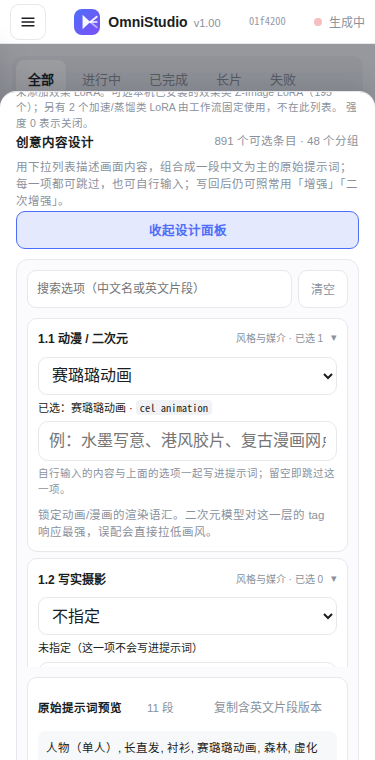 OmniStudio v1.00 01f4200 生成中
全部 进行中 已完成 长片 失败
个）；另有 2 个加速/蒸馏类 LoRA 由工作流固定使用，不在此列表。 强
度 0 表示关闭。
创意内容设计 891 个可选条目 · 48 个分组
用下拉列表描述画面内容，组合成一段中文为主的原始提示词；
每一项都可跳过，也可自行输入；写回后仍可照常用「增强」「二
次增强」。
收起设计面板
搜索选项（中文名或英文片段） 清空
1.1 动漫 / 二次元 风格与媒介 · 已选 1 ▾
赛璐璐动画
已选：赛璐璐动画 · cel animation
例：水墨写意、港风胶片、复古漫画网
自行输入的内容与上面的选项一起写进提示词；留空即跳过这
一项。
锁定动画/漫画的渲染语汇。二次元模型对这一层的 tag
响应最强，误配会直接拉低画风。
1.2 写实摄影 风格与媒介 · 已选 0 ▾
不指定
未指定（这一项不会写进提示词）
原始提示词预览 11 段 复制含英文片段版本
人物（单人），长直发, 衬衫, 赛璐璐动画, 森林, 虚化